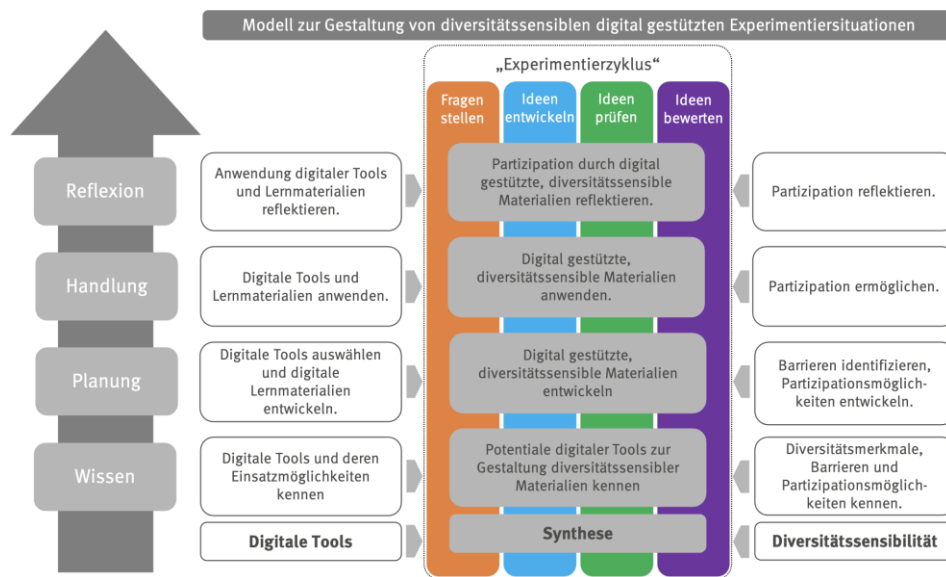 Modell zur Gestaltung von diversitätssensiblen digital gestützten Experimentiersituationen
„Experimentierzyklus“
Fragen
stellen
Ideen
entwickeln
Ideen
prüfen
Ideen
bewerten
Reflexion
Anwendung digitaler Tools
und Lernmaterialien
reflektieren.
Partizipation durch digital
gestützte, diversitätssensible
Materialien reflektieren.
Partizipation reflektieren.
Handlung
Digitale Tools und
Lernmaterialien anwenden.
Digital gestützte,
diversitätssensible Materialien
anwenden.
Partizipation ermöglichen.
Planung
Digitale Tools auswählen
und digitale
Lernmaterialien
entwickeln.
Digital gestützte,
diversitätssensible Materialien
entwickeln
Barrieren identifizieren,
Partizipationsmöglich-
keiten entwickeln.
Wissen
Digitale Tools und deren
Einsatzmöglichkeiten
kennen
Potentiale digitaler Tools zur
Gestaltung diversitätssensibler
Materialien kennen
Diversitätsmerkmale,
Barrieren und
Partizipationsmöglich-
keiten kennen.
Digitale Tools
Synthese
Diversitätssensibilität